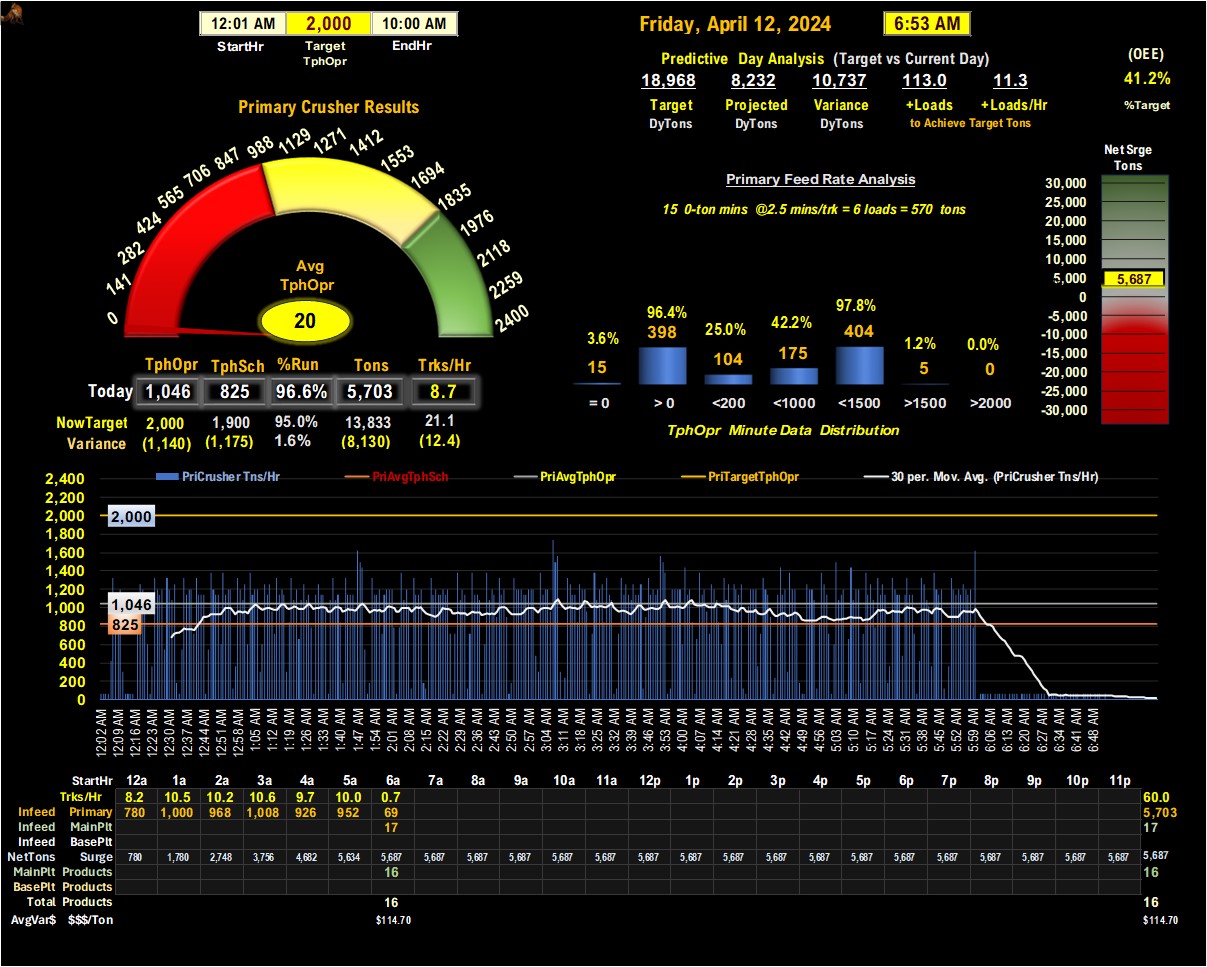 12:01 AM 2,000 10:00 AM
StartHr Target EndHr
TphOpr
Friday, April 12, 2024 6:53 AM
Predictive Day Analysis (Target vs Current Day)
18,968 8,232 10,737 113.0 11.3
Target Projected Variance +Loads +Loads/Hr
DyTons DyTons DyTons to Achieve Target Tons
(OEE)
41.2%
%Target
Primary Crusher Results
0 141 282 424 565 706 847 988 1129 1271 1412 1553 1694 1835 1976 2118 2259 2400
Avg
TphOpr
20
TphOpr TphSch %Run Tons Trks/Hr
Today 1,046 825 96.6% 5,703 8.7
NowTarget 2,000 1,900 95.0% 13,833 21.1
Variance (1,140) (1,175) 1.6% (8,130) (12.4)
Primary Feed Rate Analysis
15 0-ton mins @2.5 mins/trk = 6 loads = 570 tons
3.6% 96.4% 25.0% 42.2% 97.8% 1.2% 0.0%
15 398 104 175 404 5 0
= 0 > 0 <200 <1000 <1500 >1500 >2000
TphOpr Minute Data Distribution
Net Srge
Tons
30,000
25,000
20,000
15,000
10,000
5,000 5,687
0
-5,000
-10,000
-15,000
-20,000
-25,000
-30,000
PriCrusher Tns/Hr PriAvgTphSch PriAvgTphOpr PriTargetTphOpr 30 per. Mov. Avg. (PriCrusher Tns/Hr)
2,400
2,200
2,000 2,000
1,800
1,600
1,400
1,200
1,000 1,046
800 825
600
400
200
0
12:02 AM 12:09 AM 12:16 AM 12:23 AM 12:30 AM 12:37 AM 12:44 AM 12:51 AM 12:58 AM 1:05 AM 1:12 AM 1:19 AM 1:26 AM 1:33 AM 1:40 AM 1:47 AM 1:54 AM 2:01 AM 2:08 AM 2:15 AM 2:22 AM 2:29 AM 2:36 AM 2:43 AM 2:50 AM 2:57 AM 3:04 AM 3:11 AM 3:18 AM 3:25 AM 3:32 AM 3:39 AM 3:46 AM 3:53 AM 4:00 AM 4:07 AM 4:14 AM 4:21 AM 4:28 AM 4:35 AM 4:42 AM 4:49 AM 4:56 AM 5:03 AM 5:10 AM 5:17 AM 5:24 AM 5:31 AM 5:38 AM 5:45 AM 5:52 AM 5:59 AM 6:06 AM 6:13 AM 6:20 AM 6:27 AM 6:34 AM 6:41 AM 6:48 AM
StartHr 12a 1a 2a 3a 4a 5a 6a 7a 8a 9a 10a 11a 12p 1p 2p 3p 4p 5p 6p 7p 8p 9p 10p 11p
Trks/Hr 8.2 10.5 10.2 10.6 9.7 10.0 0.7 60.0
Infeed Primary 780 1,000 968 1,008 926 952 69 5,703
Infeed MainPlt 17 17
Infeed BasePlt
NetTons Surge 780 1,780 2,748 3,756 4,682 5,634 5,687 5,687 5,687 5,687 5,687 5,687 5,687 5,687 5,687 5,687 5,687 5,687 5,687 5,687 5,687 5,687 5,687 5,687 5,687
MainPlt Products 16 16
BasePlt Products
Total Products 16 16
AvgVar$ $$$/Ton $114.70 $114.70